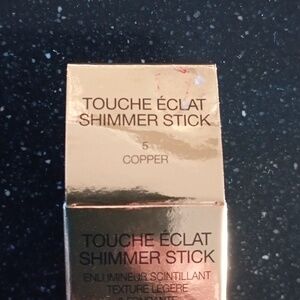 TOUCHE ÉCLAT
SHIMMER STICK
5
COPPER
TOUCHE ÉCLAT
SHIMMER STICK
ENLUMINEUR SCINTILLANT
TEXTURE LÉGÈRE